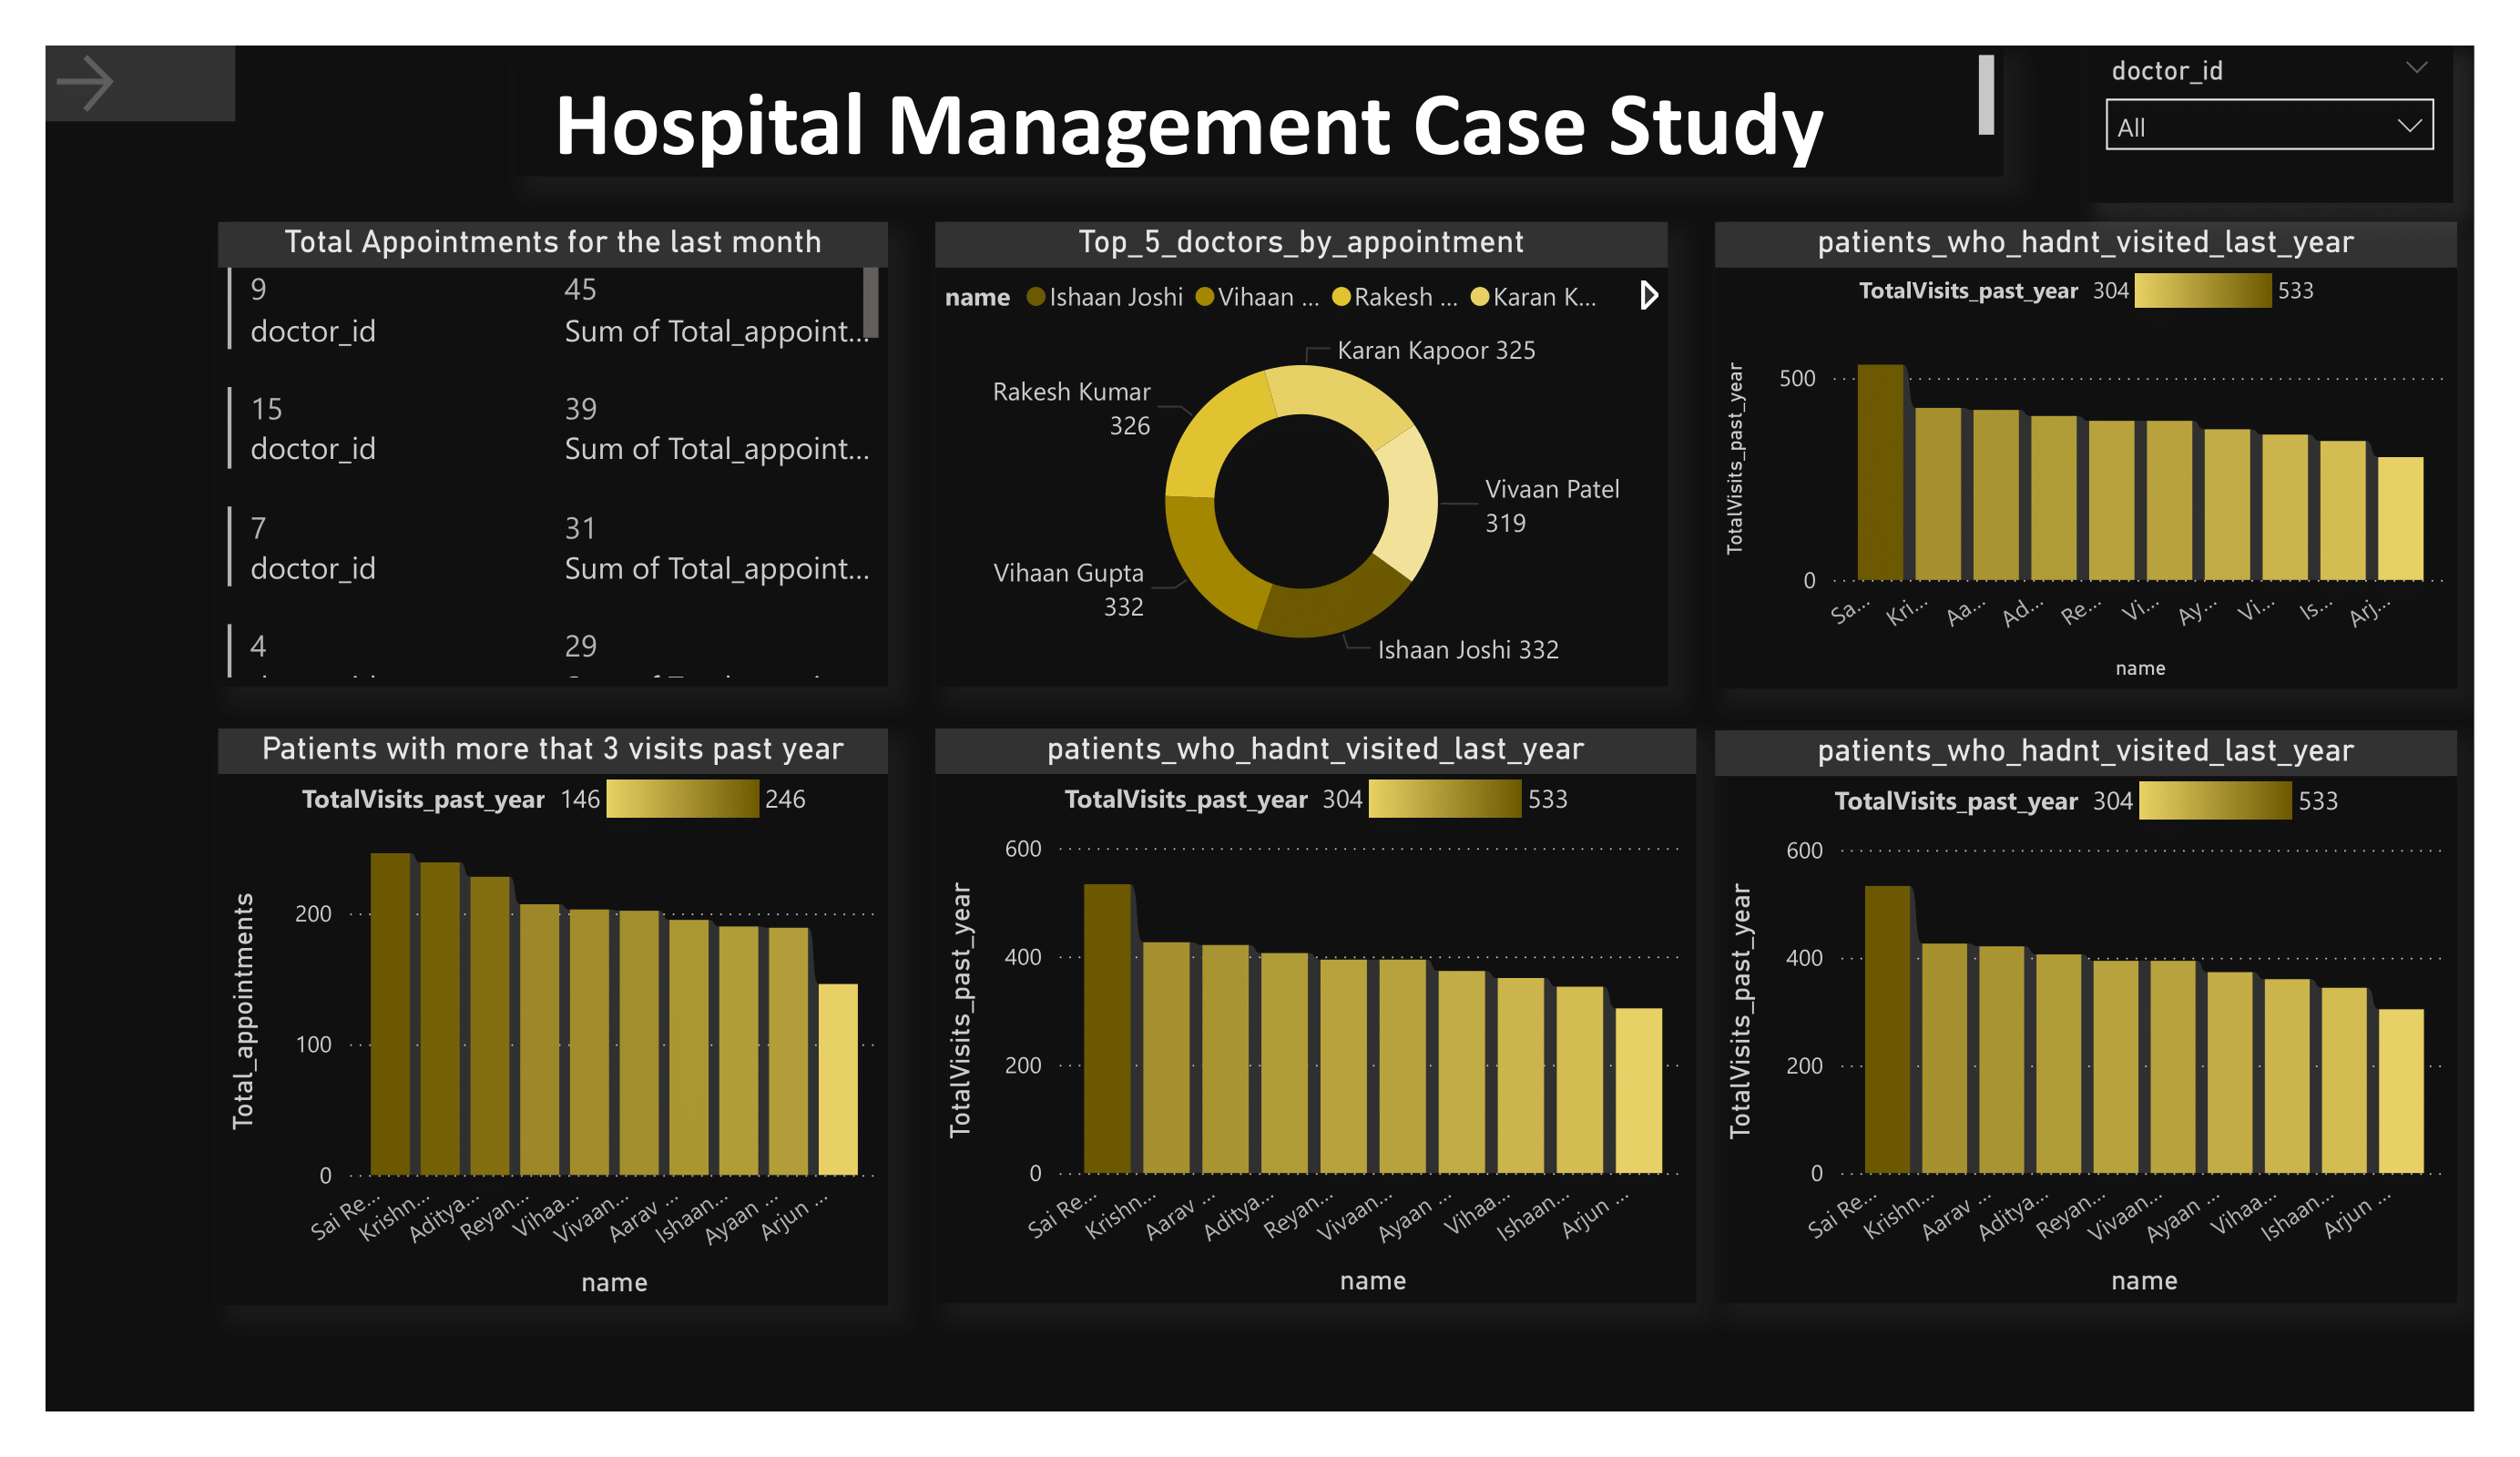 Hospital Management Case Study
doctor_id
All
Total Appointments for the last month
9 45
doctor_id Sum of Total_appoint...
15 39
doctor_id Sum of Total_appoint...
7 31
doctor_id Sum of Total_appoint...
4 29
Top_5_doctors_by_appointment
name Ishaan Joshi Vihaan ... Rakesh ... Karan K...
Karan Kapoor 325
Rakesh Kumar
326
Vivaan Patel
319
Vihaan Gupta
332
Ishaan Joshi 332
patients_who_hadnt_visited_last_year
TotalVisits_past_year 304 533
TotalVisits_past_year
500
0
Sa... Kri... Aa... Ad... Re... Vi... Ay... Vi... Is... Arj...
name
Patients with more that 3 visits past year
TotalVisits_past_year 146 246
Total_appointments
200
100
0
Sai Re... Krishn... Aditya... Reyan... Vihaa... Vivaan... Aarav ... Ishaan... Ayaan ... Arjun ...
name
patients_who_hadnt_visited_last_year
TotalVisits_past_year 304 533
TotalVisits_past_year
600
400
200
0
Sai Re... Krishn... Aarav ... Aditya... Reyan... Vivaan... Ayaan ... Vihaa... Ishaan... Arjun ...
name
patients_who_hadnt_visited_last_year
TotalVisits_past_year 304 533
TotalVisits_past_year
600
400
200
0
Sai Re... Krishn... Aarav ... Aditya... Reyan... Vivaan... Ayaan ... Vihaa... Ishaan... Arjun ...
name